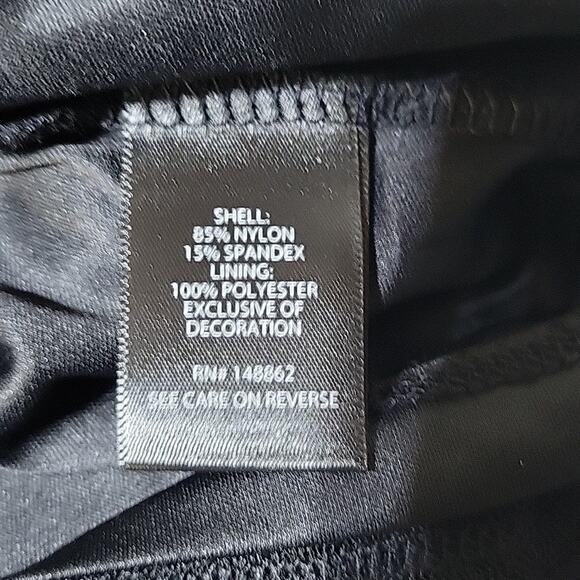 SHELL:
85% NYLON
15% SPANDEX
LINING:
100% POLYESTER
EXCLUSIVE OF
DECORATION
RN# 148862
SEE CARE ON REVERSE